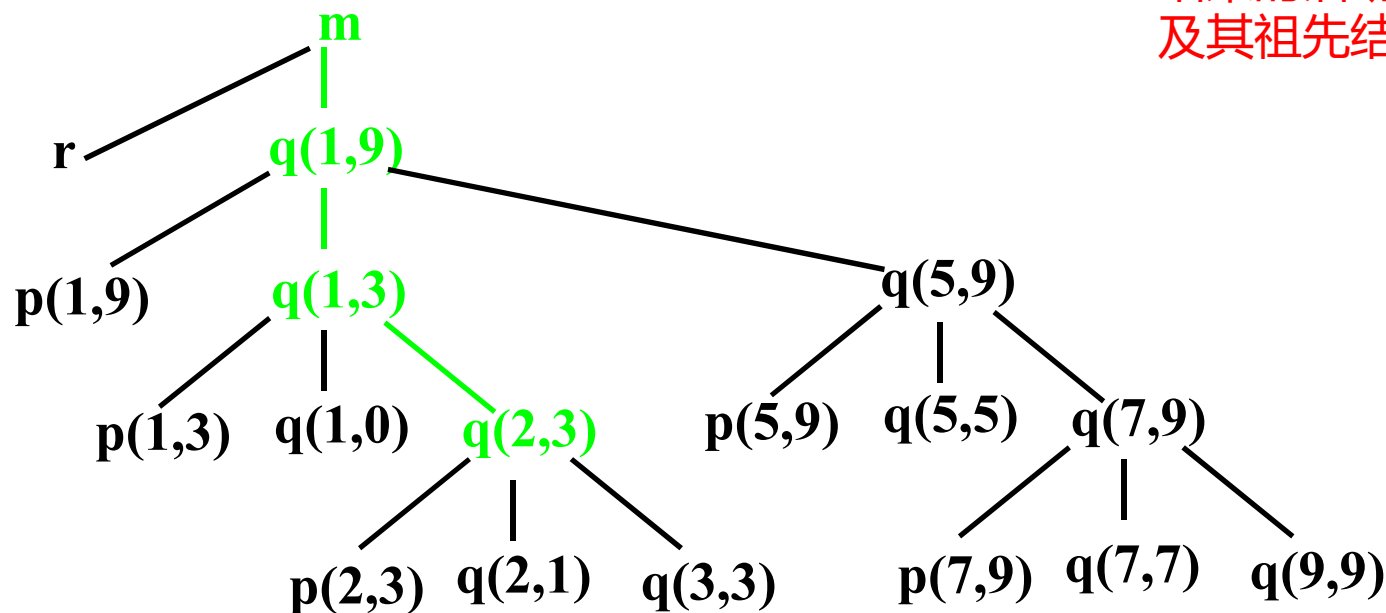 m
及其祖先结
r
q(1,9)
p(1,9)
q(1,3)
q(5,9)
p(1,3)
q(1,0)
q(2,3)
p(5,9)
q(5,5)
q(7,9)
p(2,3)
q(2,1)
q(3,3)
p(7,9)
q(7,7)
q(9,9)